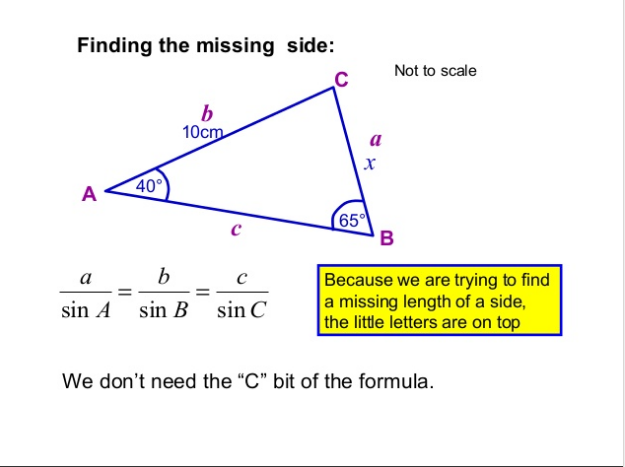 Finding the missing side:
Not to scale
C
b
10cm
a
x
A
40°
c
65°
B
a/sin A = b/sin B = c/sin C
Because we are trying to find
a missing length of a side,
the little letters are on top
We don't need the “C” bit of the formula.